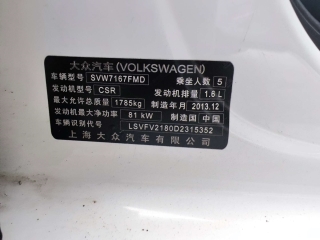 大众汽车(VOLKSWAGEN)
车辆型号 SVW7167FMD 乘坐人数 5
发动机型号 CSR 发动机排量 1.6 L
最大允许总质量 1785kg 制造年月 2013.12
发动机最大净功率 81 kW 制造国 中国
车辆识别代号 LSVFV2180D2315352
上海大众汽车有限公司